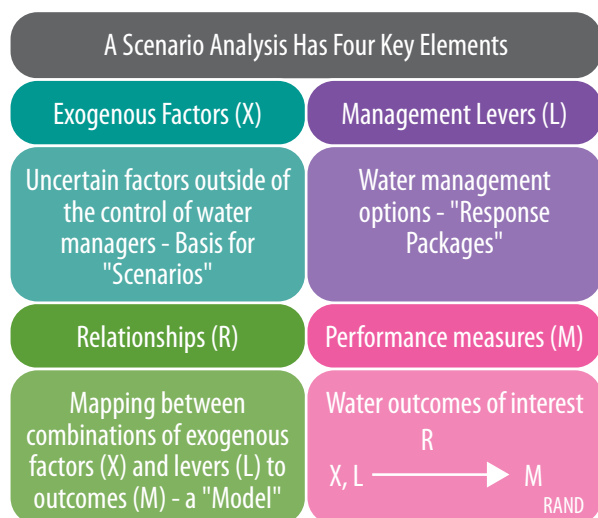 A Scenario Analysis Has Four Key Elements
Exogenous Factors (X)
Management Levers (L)
Uncertain factors outside of
the control of water
managers - Basis for
"Scenarios"
Water management
options - "Response
Packages"
Relationships (R)
Performance measures (M)
Mapping between
combinations of exogenous
factors (X) and levers (L) to
outcomes (M) - a "Model"
Water outcomes of interest
R
X, L M
RAND